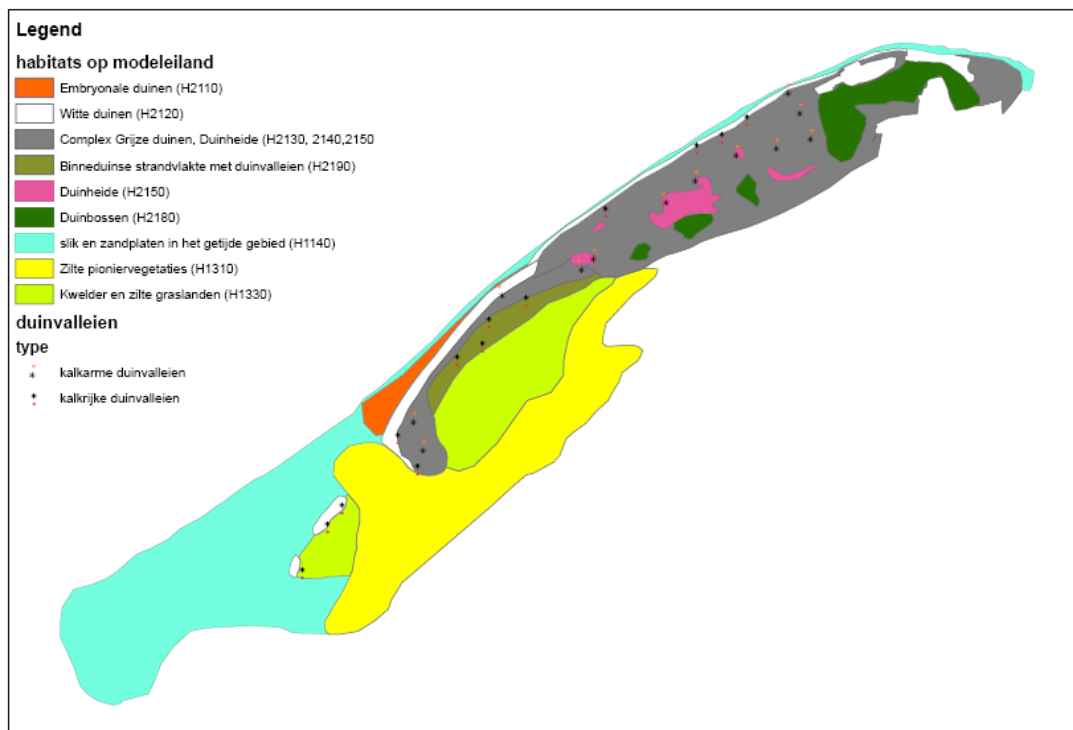 Legend
habitats op modeleiland
Embryonale duinen (H2110)
Witte duinen (H2120)
Complex Grijze duinen, Duinheide (H2130, 2140,2150
Binneduinse strandvlakte met duinvalleien (H2190)
Duinheide (H2150)
Duinbossen (H2180)
slik en zandplaten in het getijde gebied (H1140)
Zilte pioniervegetaties (H1310)
Kwelder en zilte graslanden (H1330)
duinvalleien
type
kalkarme duinvalleien
kalkrijke duinvalleien